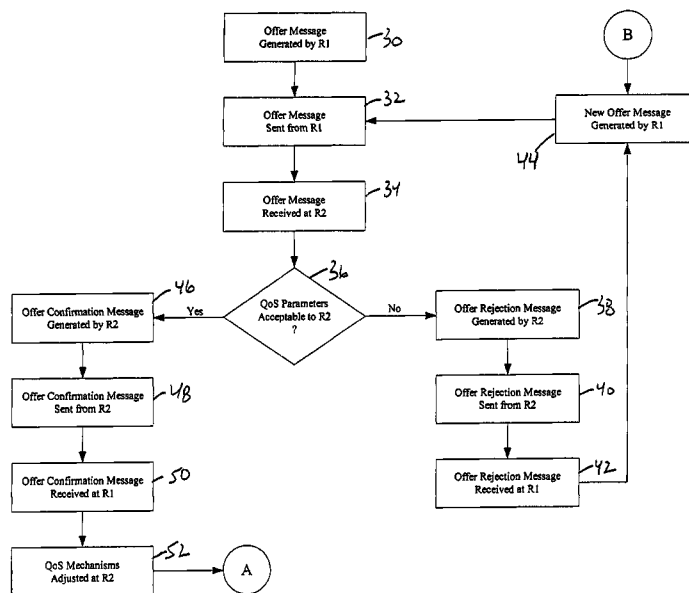 Offer Message
Generated by R1
30
B
Offer Message
Sent from R1
32
New Offer Message
Generated by R1
44
Offer Message
Received at R2
34
QoS Parameters
Acceptable to R2
?
36
Yes
No
Offer Confirmation Message
Generated by R2
46
Offer Rejection Message
Generated by R2
38
Offer Confirmation Message
Sent from R2
48
Offer Rejection Message
Sent from R2
40
Offer Confirmation Message
Received at R1
50
Offer Rejection Message
Received at R1
42
QoS Mechanisms
Adjusted at R2
52
A